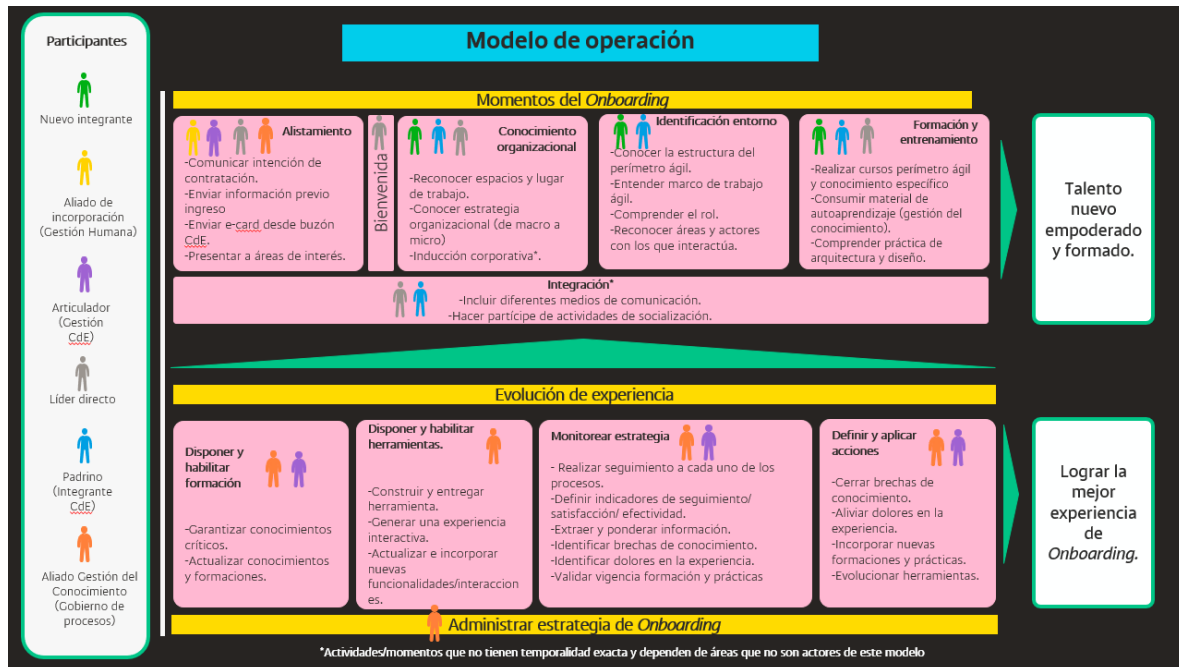 Participantes
Nuevo integrante
Aliado de
incorporación
(Gestión Humana)
Articulador
(Gestión
CdE)
Líder directo
Padrino
(Integrante
CdE)
Aliado Gestión del
Conocimiento
(Gobierno de
procesos)
Modelo de operación
Momentos del Onboarding
Alistamiento
-Comunicar intención de
contratación.
-Enviar información previo
ingreso
-Enviar e-card desde buzón
CdE.
-Presentar a áreas de interés.
Bienvenida
Conocimiento
organizacional
-Reconocer espacios y lugar
de trabajo.
-Conocer estrategia
organizacional (de macro a
micro)
-Inducción corporativa*.
Identificación entorno
-Conocer la estructura del
perímetro ágil.
-Entender marco de trabajo
ágil.
-Comprender el rol.
-Reconocer áreas y actores
con los que interactúa.
Formación y
entrenamiento
-Realizar cursos perímetro ágil
y conocimiento específico
-Consumir material de
autoaprendizaje (gestión del
conocimiento).
-Comprender práctica de
arquitectura y diseño.
Integración*
-Incluir diferentes medios de comunicación.
-Hacer partícipe de actividades de socialización.
Talento
nuevo
empoderado
y formado.
Evolución de experiencia
Disponer y
habilitar
formación
-Garantizar conocimientos
críticos.
-Actualizar conocimientos
y formaciones.
Disponer y habilitar
herramientas.
-Construir y entregar
herramienta.
-Generar una experiencia
interactiva.
-Actualizar e incorporar
nuevas
funcionalidades/interaccion
es.
Monitorear estrategia
- Realizar seguimiento a cada uno de los
procesos.
-Definir indicadores de seguimiento/
satisfacción/ efectividad.
-Extraer y ponderar información.
-Identificar brechas de conocimiento.
-Identificar dolores en la experiencia.
-Validar vigencia formación y prácticas
Definir y aplicar
acciones
-Cerrar brechas de
conocimiento.
-Aliviar dolores en la
experiencia.
-Incorporar nuevas
formaciones y prácticas.
-Evolucionar herramientas.
Lograr la
mejor
experiencia
de
Onboarding.
Administrar estrategia de Onboarding
*Actividades/momentos que no tienen temporalidad exacta y dependen de áreas que no son actores de este modelo